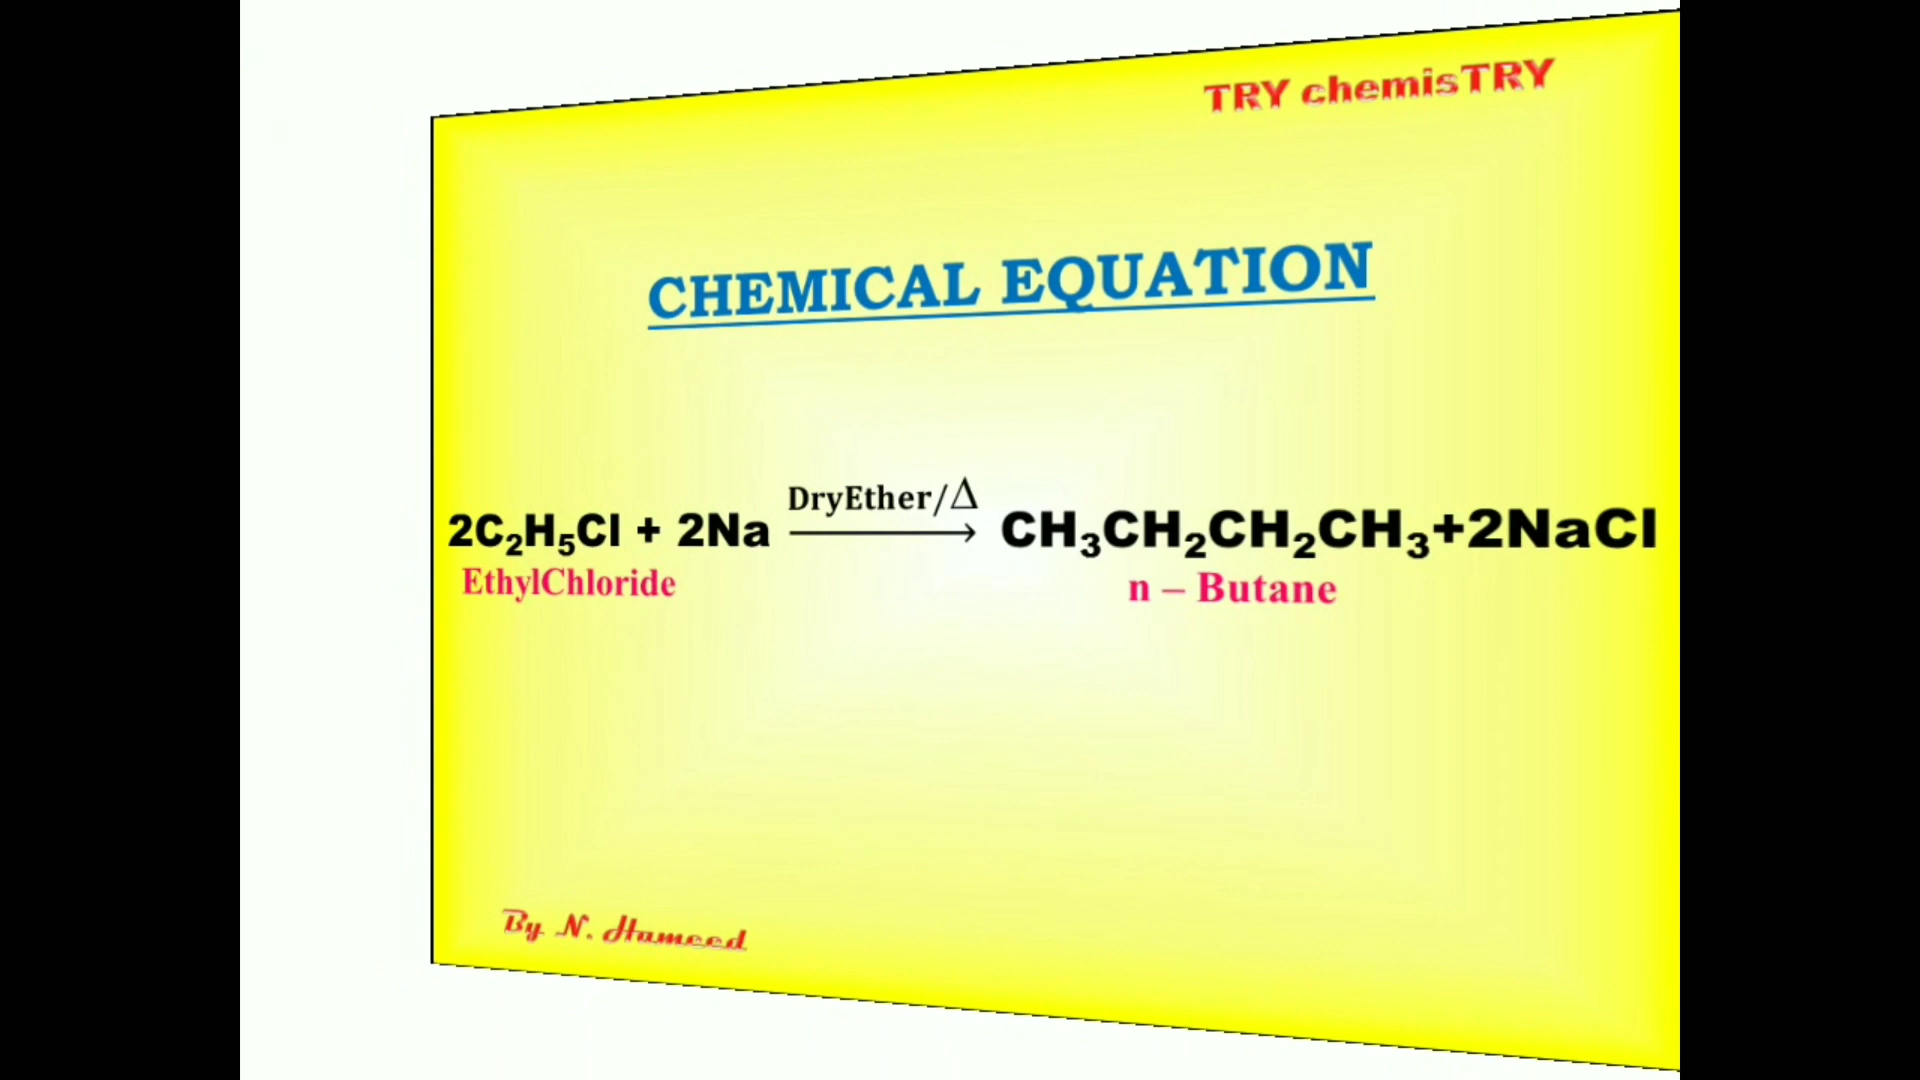 TRY chemisTRY
CHEMICAL EQUATION
2C₂H₅Cl + 2Na DryEther/Δ → CH₃CH₂CH₂CH₃+2NaCl
EthylChloride n – Butane
By N. Hameed